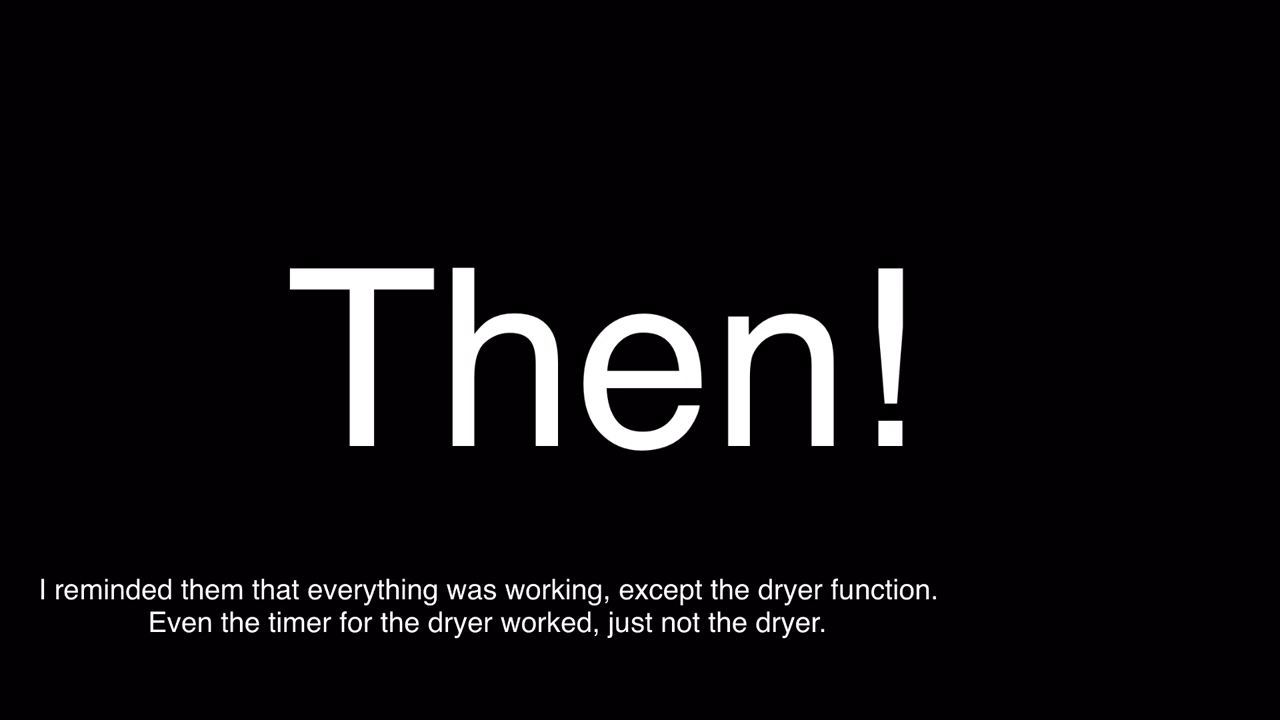 Then!
I reminded them that everything was working, except the dryer function.
Even the timer for the dryer worked, just not the dryer.